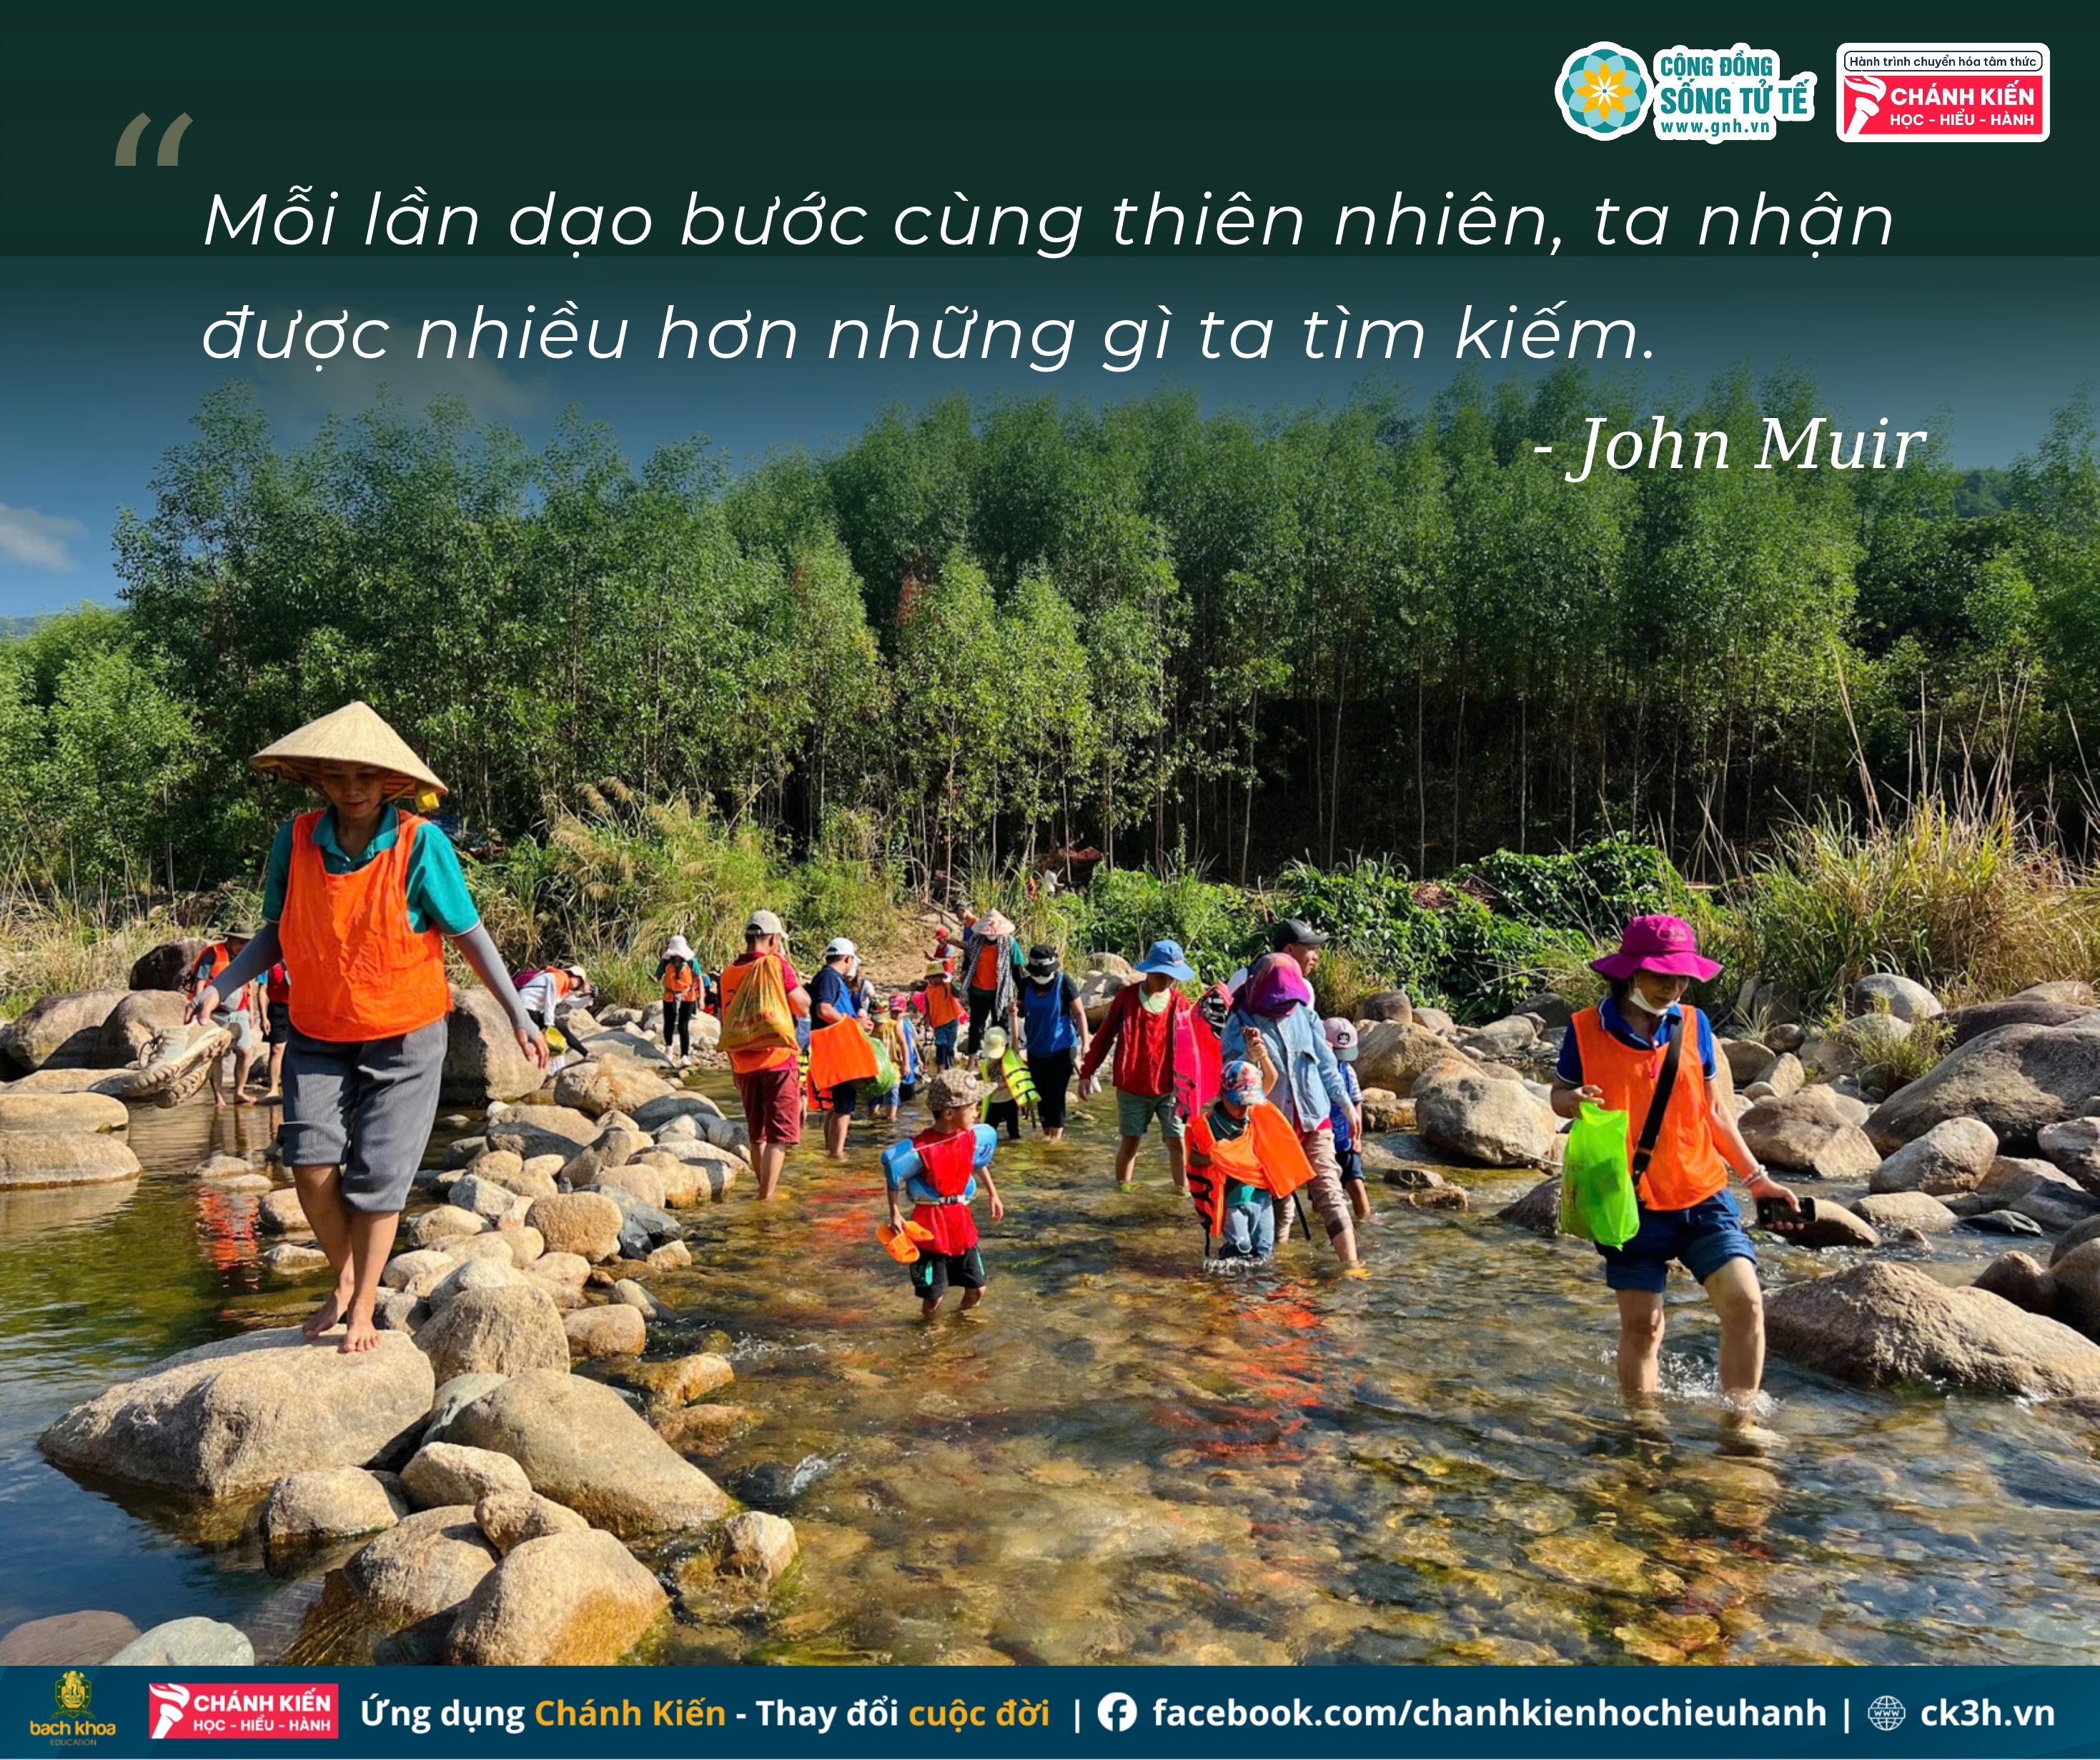 CỘNG ĐỒNG
SỐNG TỬ TẾ
www.gnh.vn
Hành trình chuyển hóa tâm thức
CHÁNH KIẾN
HỌC - HIỂU - HÀNH
“
Mỗi lần dạo bước cùng thiên nhiên, ta nhận
được nhiều hơn những gì ta tìm kiếm.
- John Muir
bach khoa
EDUCATION
CHÁNH KIẾN
HỌC - HIỂU - HÀNH
Ứng dụng Chánh Kiến - Thay đổi cuộc đời | facebook.com/chanhkienhochieuhanh | www ck3h.vn